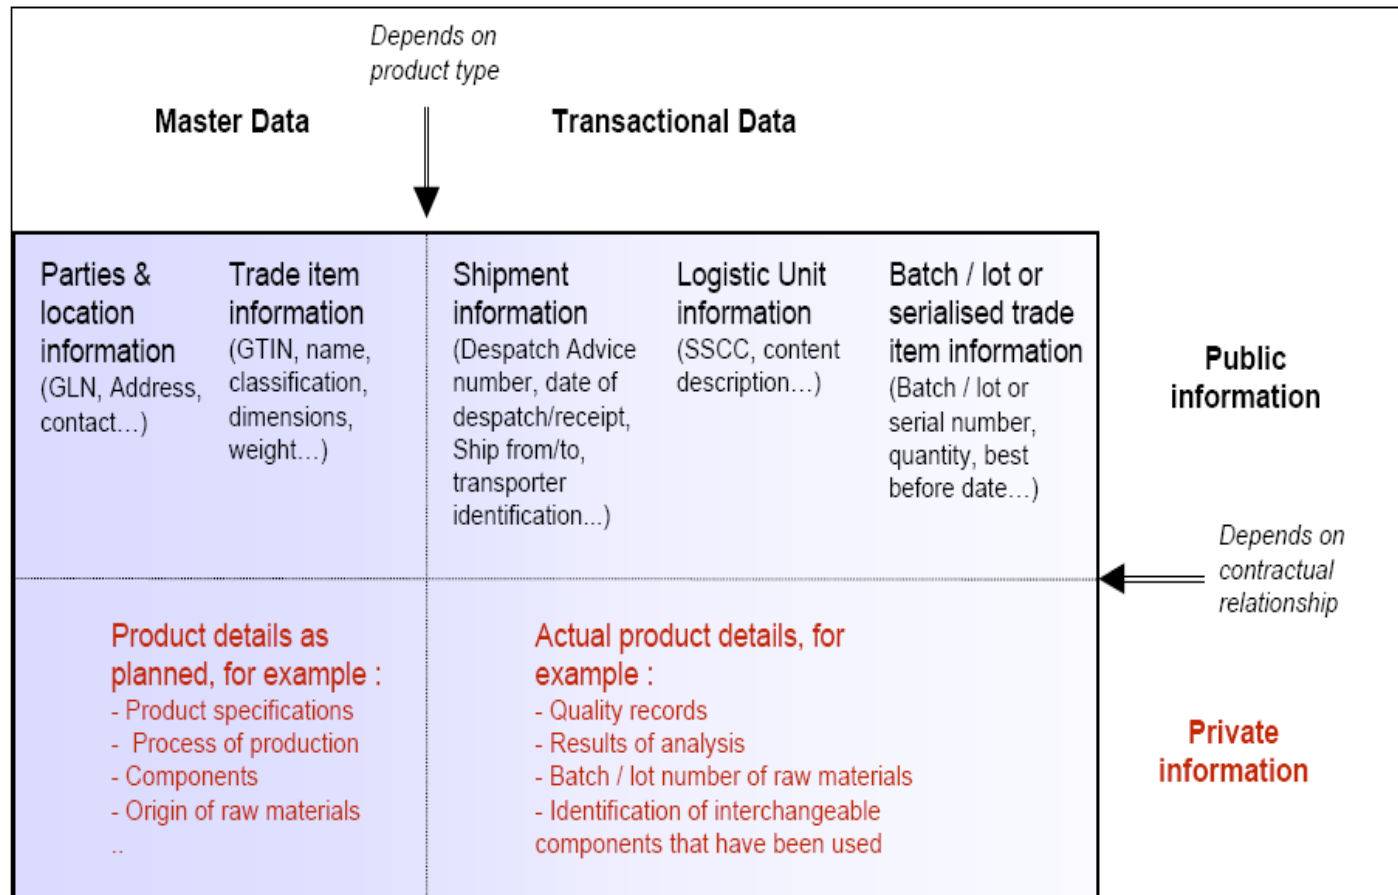 Depends on
product type
Master Data
Transactional Data
Parties &
location
information
(GLN, Address,
contact…)
Trade item
information
(GTIN, name,
classification,
dimensions,
weight…)
Shipment
information
(Despatch Advice
number, date of
despatch/receipt,
Ship from/to,
transporter
identification...)
Logistic Unit
information
(SSCC, content
description…)
Batch / lot or
serialised trade
item information
(Batch / lot or
serial number,
quantity, best
before date…)
Public
information
Depends on
contractual
relationship
Product details as
planned, for example :
- Product specifications
- Process of production
- Components
- Origin of raw materials
..
Actual product details, for
example :
- Quality records
- Results of analysis
- Batch / lot number of raw materials
- Identification of interchangeable
components that have been used
Private
information